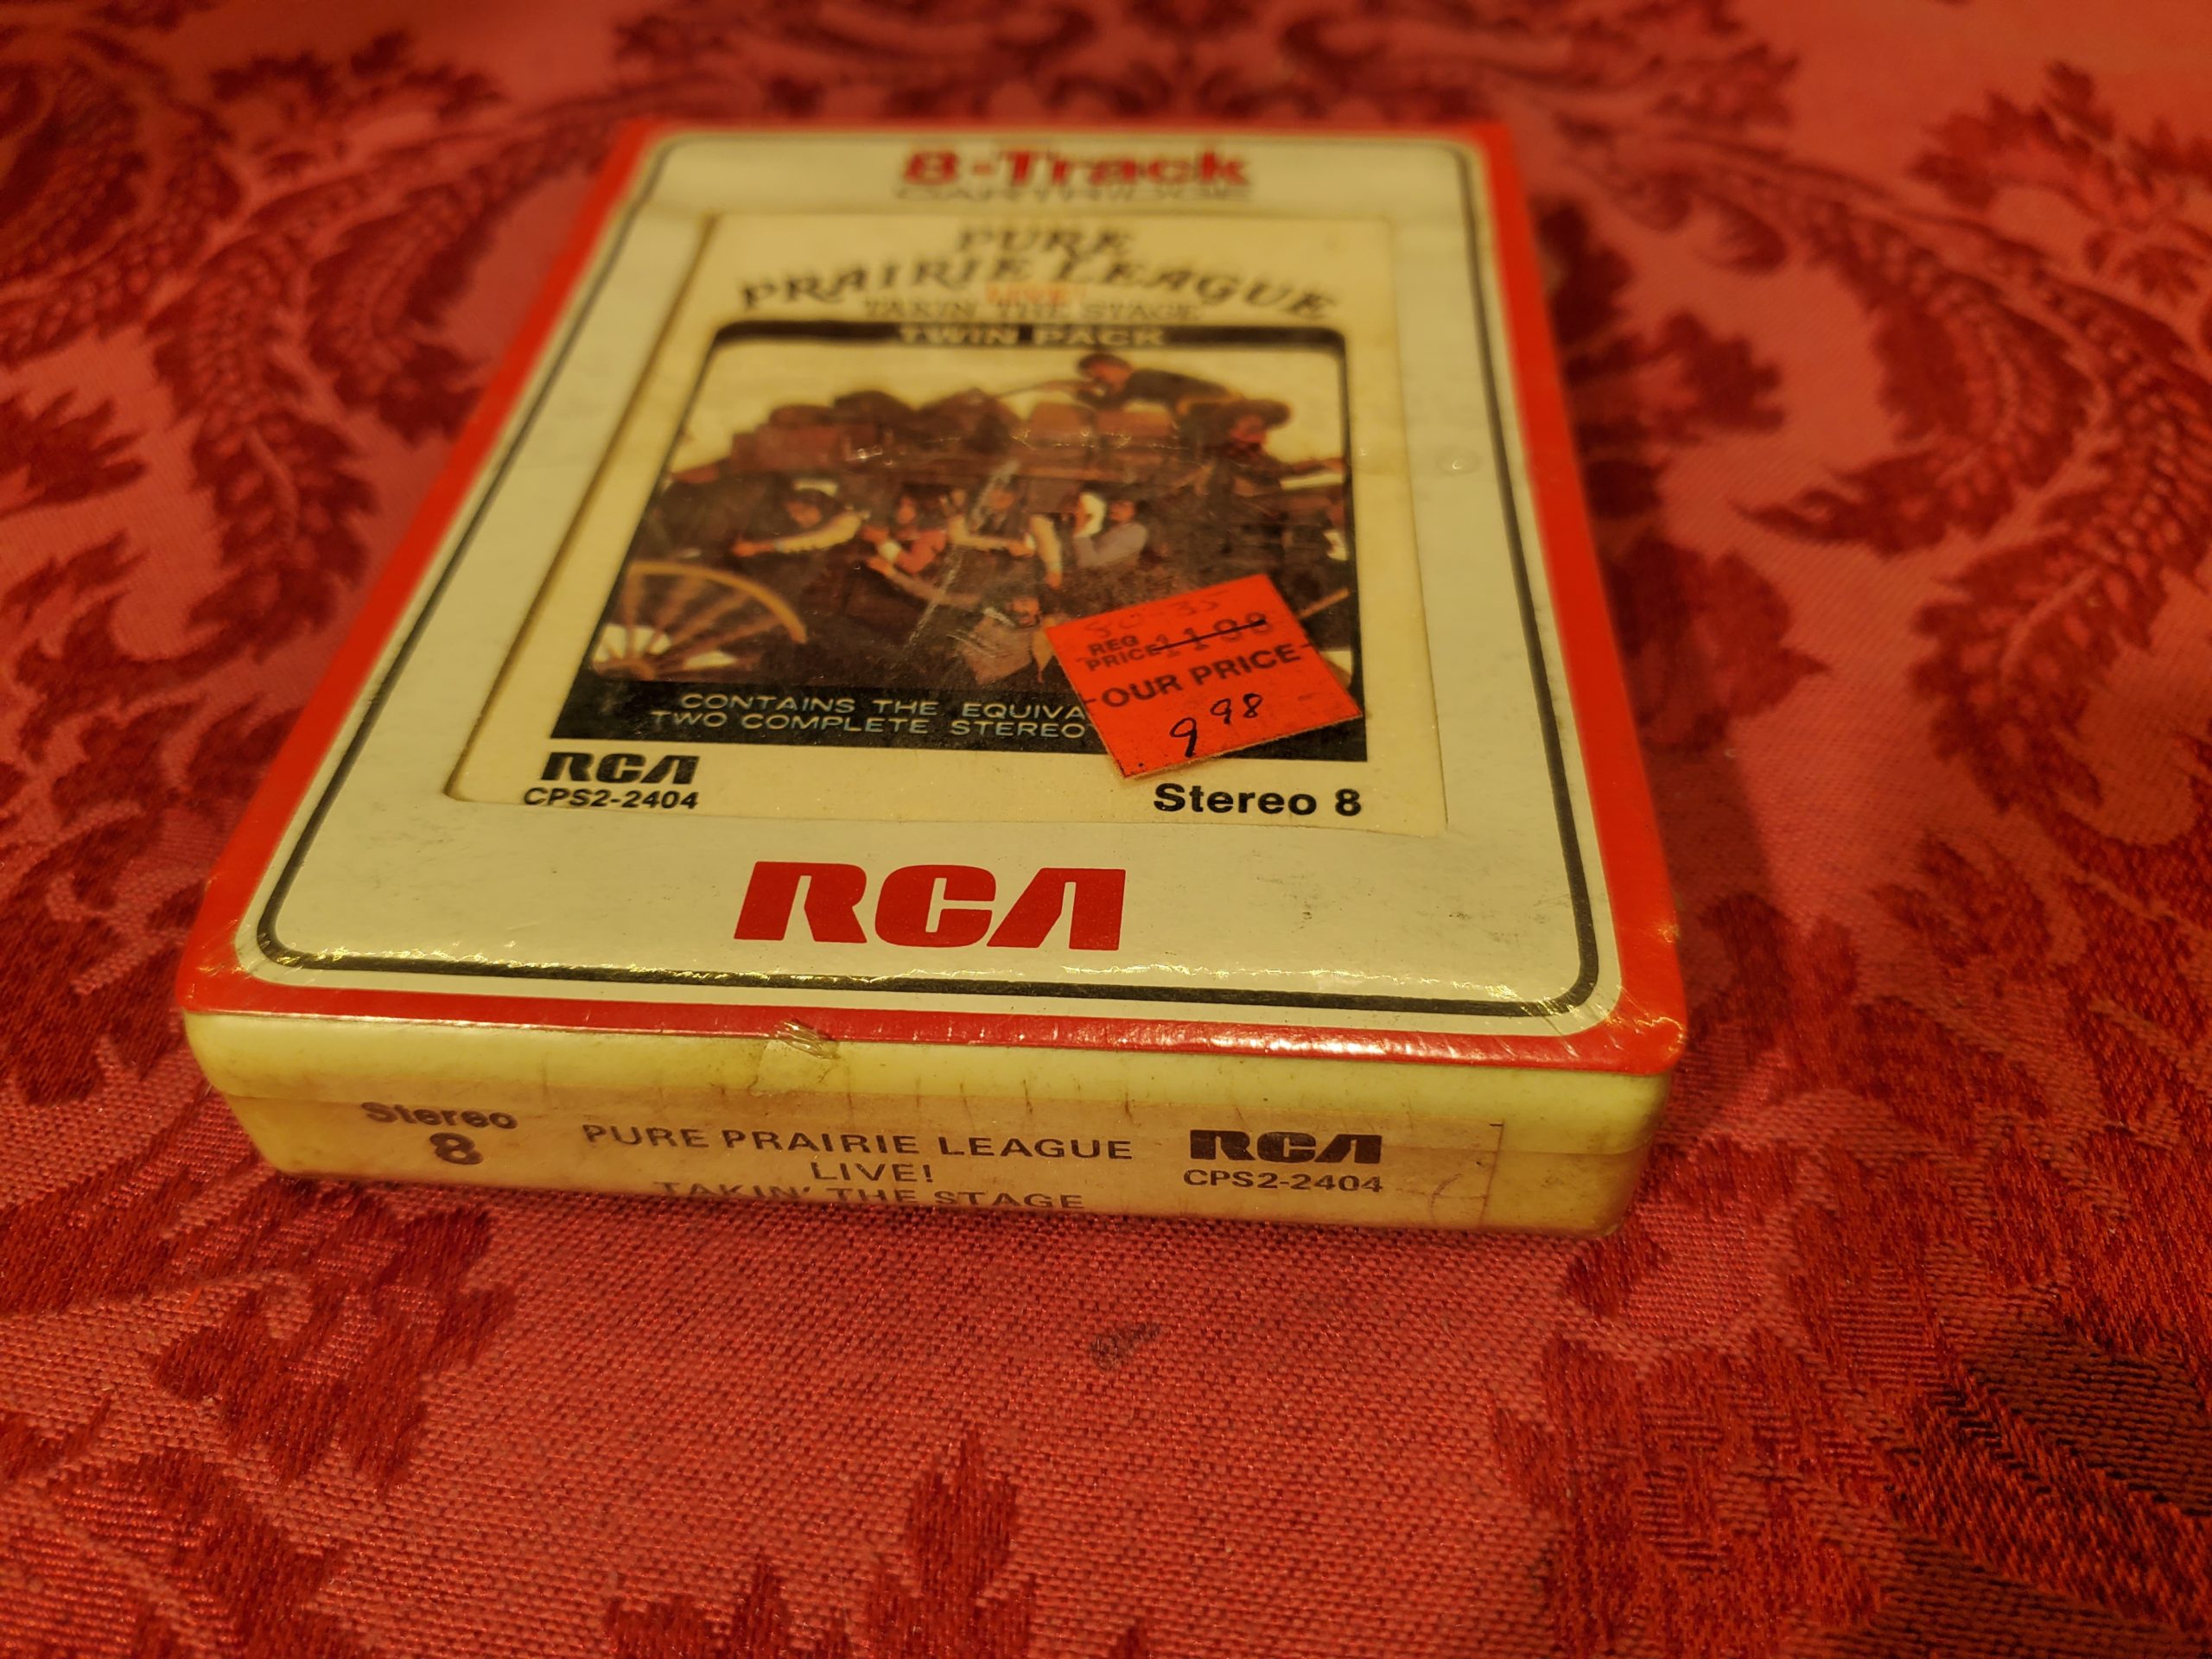 8-Track
CARTRIDGE
PURE
PRAIRIE LEAGUE
LIVE!
TAKIN' THE STAGE
TWIN PACK
REG
PRICE
OUR PRICE
9 98
CONTAINS THE EQUIVA
TWO COMPLETE STEREO
RCA
CPS2-2404
Stereo 8
RCA
Stereo
8
PURE PRAIRIE LEAGUE
LIVE!
TAKIN' THE STAGE
RCA
CPS2-2404